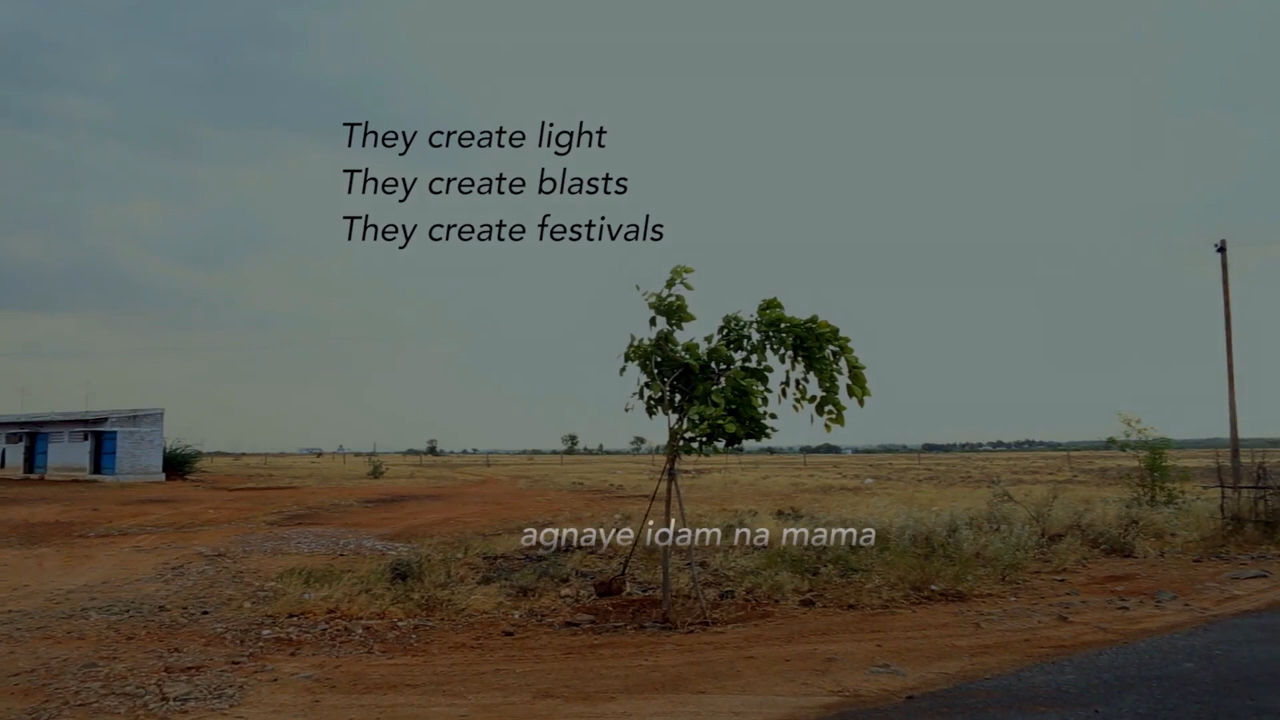 They create light
They create blasts
They create festivals
agnaye idam na mama